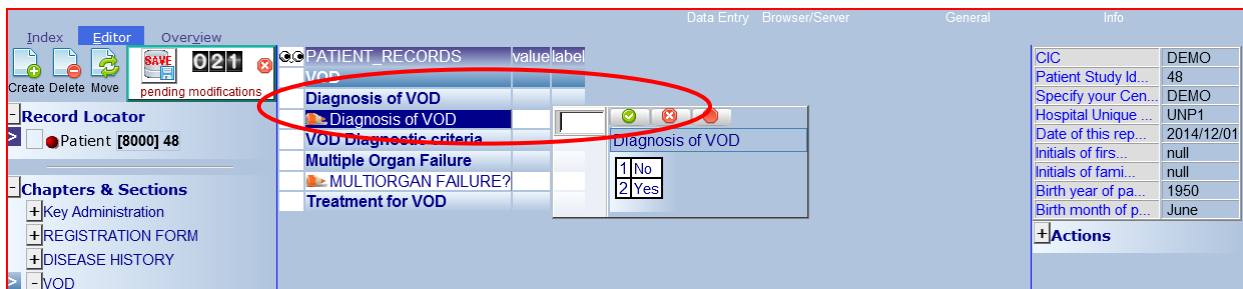 Data Entry Browser/Server General Info
Index Editor Overview
SAVE 021
Create Delete Move pending modifications
Record Locator
Patient [8000] 48
Chapters & Sections
Key Administration
REGISTRATION FORM
DISEASE HISTORY
VOD
PATIENT_RECORDS value label
VOD
Diagnosis of VOD
Diagnosis of VOD
VOD Diagnostic criteria
Multiple Organ Failure
MULTIORGAN FAILURE?
Treatment for VOD
Diagnosis of VOD
1 No
2 Yes
CIC DEMO
Patient Study Id... 48
Specify your Cen... DEMO
Hospital Unique ... UNP1
Date of this rep... 2014/12/01
Initials of firs... null
Initials of fami... null
Birth year of pa... 1950
Birth month of p... June
Actions